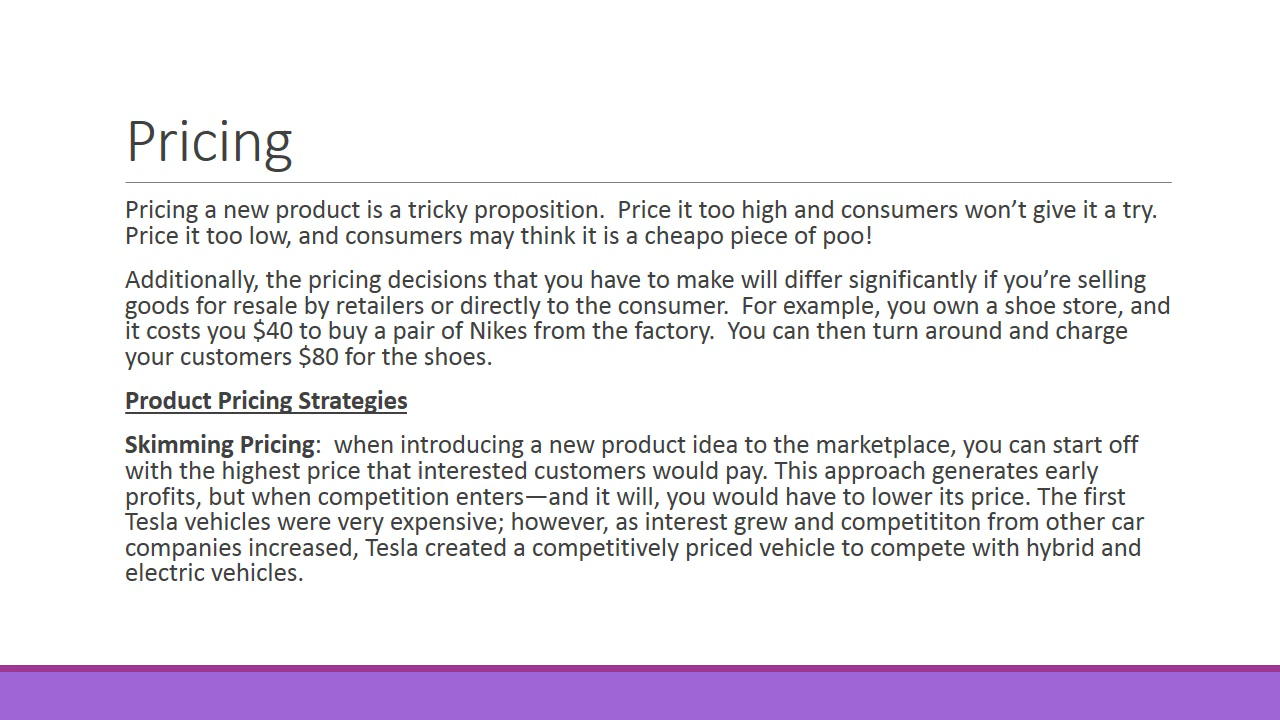 Pricing
Pricing a new product is a tricky proposition.  Price it too high and consumers won’t give it a try.
Price it too low, and consumers may think it is a cheapo piece of poo!
Additionally, the pricing decisions that you have to make will differ significantly if you’re selling
goods for resale by retailers or directly to the consumer.  For example, you own a shoe store, and
it costs you $40 to buy a pair of Nikes from the factory.  You can then turn around and charge
your customers $80 for the shoes.
Product Pricing Strategies
Skimming Pricing:  when introducing a new product idea to the marketplace, you can start off
with the highest price that interested customers would pay. This approach generates early
profits, but when competition enters—and it will, you would have to lower its price. The first
Tesla vehicles were very expensive; however, as interest grew and competititon from other car
companies increased, Tesla created a competitively priced vehicle to compete with hybrid and
electric vehicles.